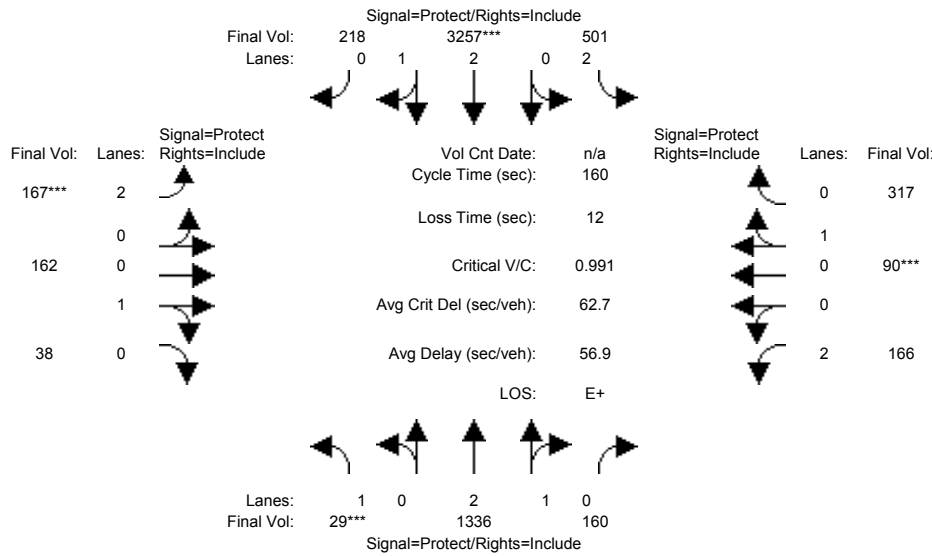 Signal=Protect/Rights=Include
Final Vol: 218 3257*** 501
Lanes: 0 1 2 0 2
Signal=Protect
Final Vol: Lanes: Rights=Include
Vol Cnt Date: n/a
Signal=Protect
Rights=Include Lanes: Final Vol:
Cycle Time (sec): 160
167*** 2
0 317
Loss Time (sec): 12
0
1
162 0
Critical V/C: 0.991
0 90***
1
Avg Crit Del (sec/veh): 62.7
0
38 0
Avg Delay (sec/veh): 56.9
2 166
LOS: E+
Lanes: 1 0 2 1 0
Final Vol: 29*** 1336 160
Signal=Protect/Rights=Include